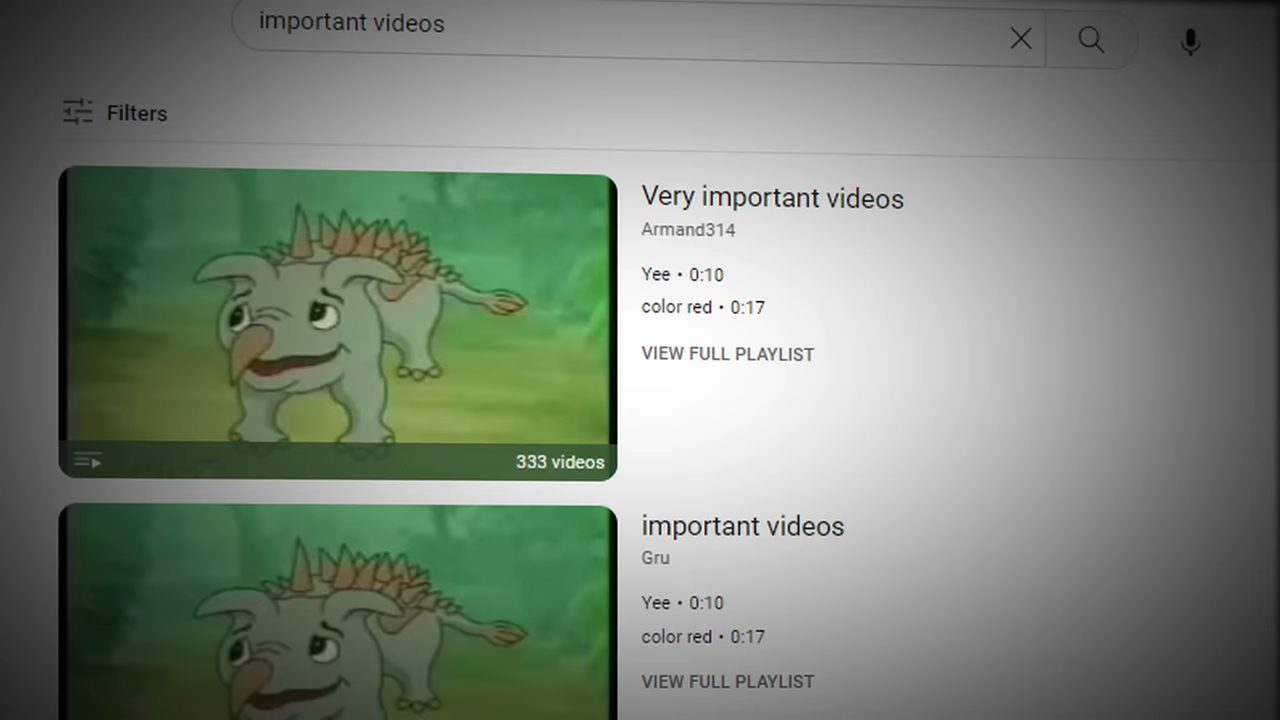 important videos
Filters
Very important videos
Armand314
Yee • 0:10
color red • 0:17
VIEW FULL PLAYLIST
333 videos
important videos
Gru
Yee • 0:10
color red • 0:17
VIEW FULL PLAYLIST